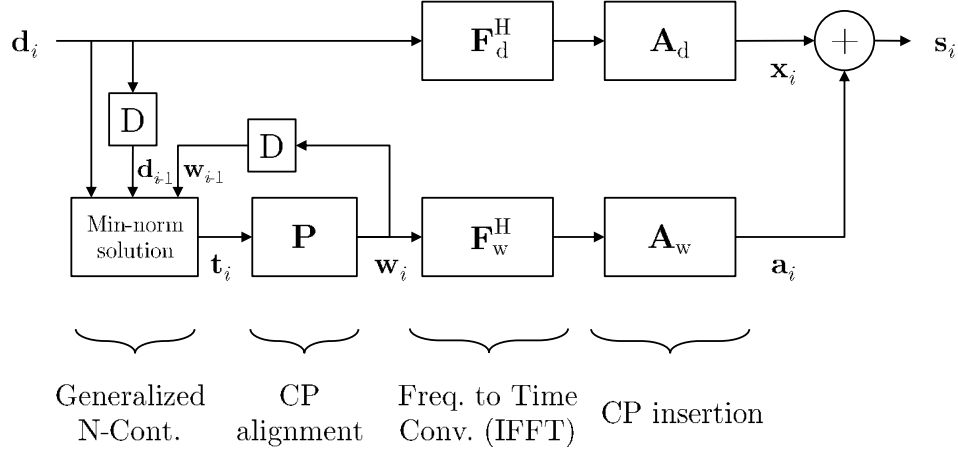 d_i
F_d^H
A_d
+
s_i
x_i
D
D
d_{i-1}
w_{i-1}
Min-norm
solution
P
F_w^H
A_w
t_i
w_i
a_i
Generalized
N-Cont.
CP
alignment
Freq. to Time
Conv. (IFFT)
CP insertion